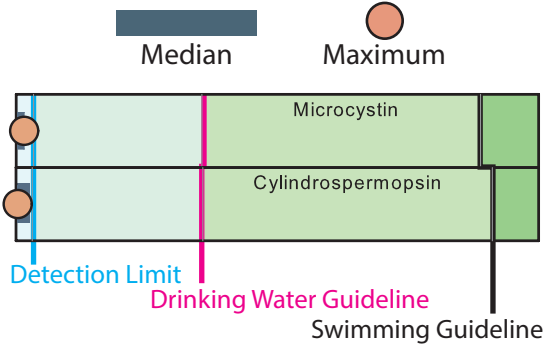 Median
Maximum
Microcystin
Cylindrospermopsin
Detection Limit
Drinking Water Guideline
Swimming Guideline